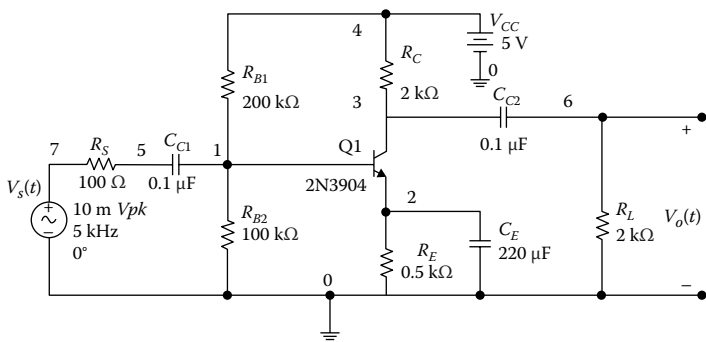 4
V_CC
5 V
0
R_C
2 kΩ
R_B1
200 kΩ
3
C_C2
0.1 μF
6
+
7
R_S
100 Ω
5
C_C1
0.1 μF
1
Q1
2N3904
V_s(t)
+
−
10 m Vpk
5 kHz
0°
R_B2
100 kΩ
2
R_E
0.5 kΩ
C_E
220 μF
R_L
2 kΩ
V_o(t)
−
0